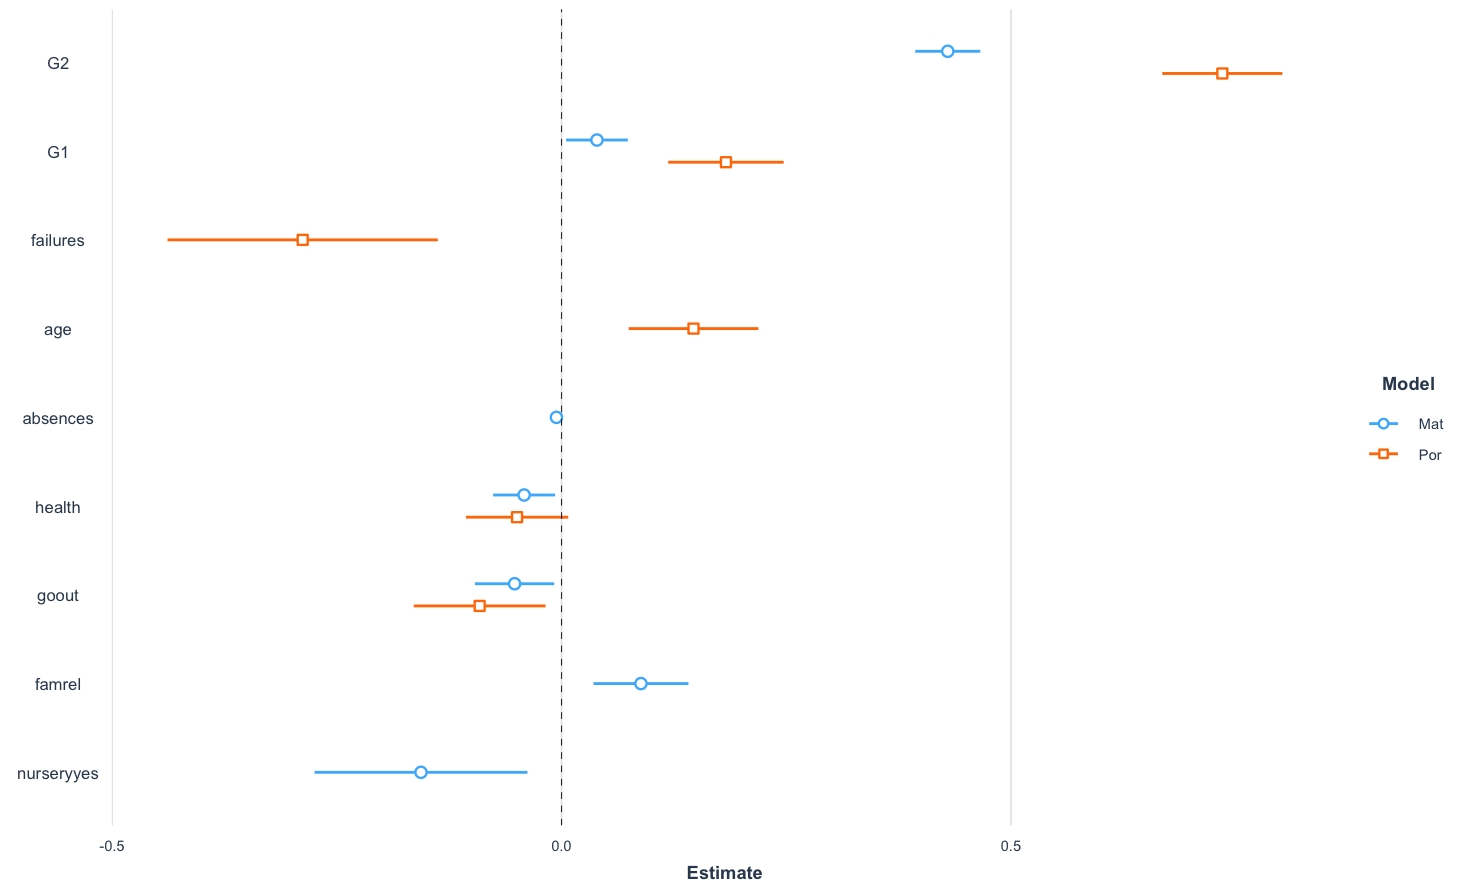 G2
G1
failures
age
absences
health
goout
famrel
nurseryyes
-0.5
0.0
0.5
Estimate
Model
Mat
Por